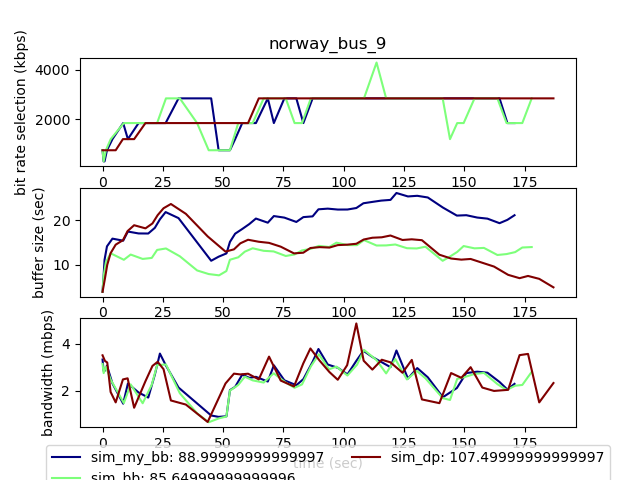 norway_bus_9
bit rate selection (kbps)
4000
2000
0 25 50 75 100 125 150 175
buffer size (sec)
20
10
0 25 50 75 100 125 150 175
bandwidth (mbps)
4
2
0 25 50 75 100 125 150 175
time (sec)
sim_my_bb: 88.99999999999997 sim_dp: 107.49999999999997
sim_bb: 85.64999999999996